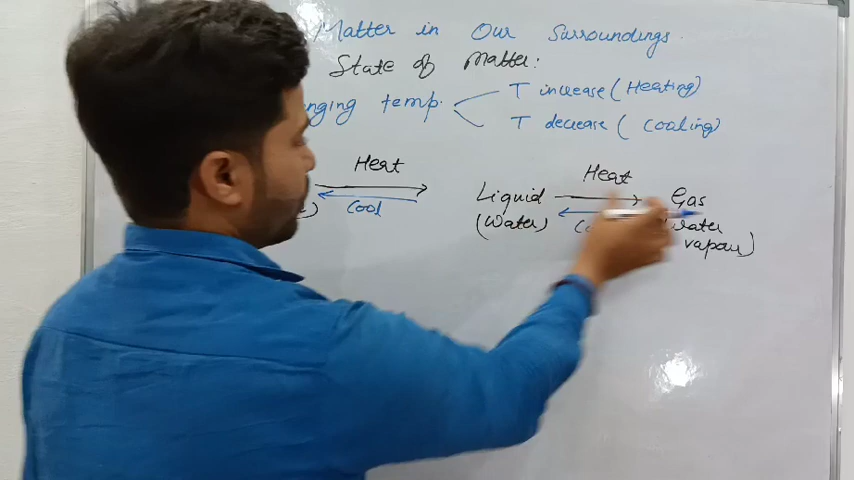 Matter in Our Surroundings
State of Matter:
nging temp. T increase (Heating)
T decrease (Cooling)
Heat Heat
Liquid Gas
Cool
(Water) (Water
vapour)